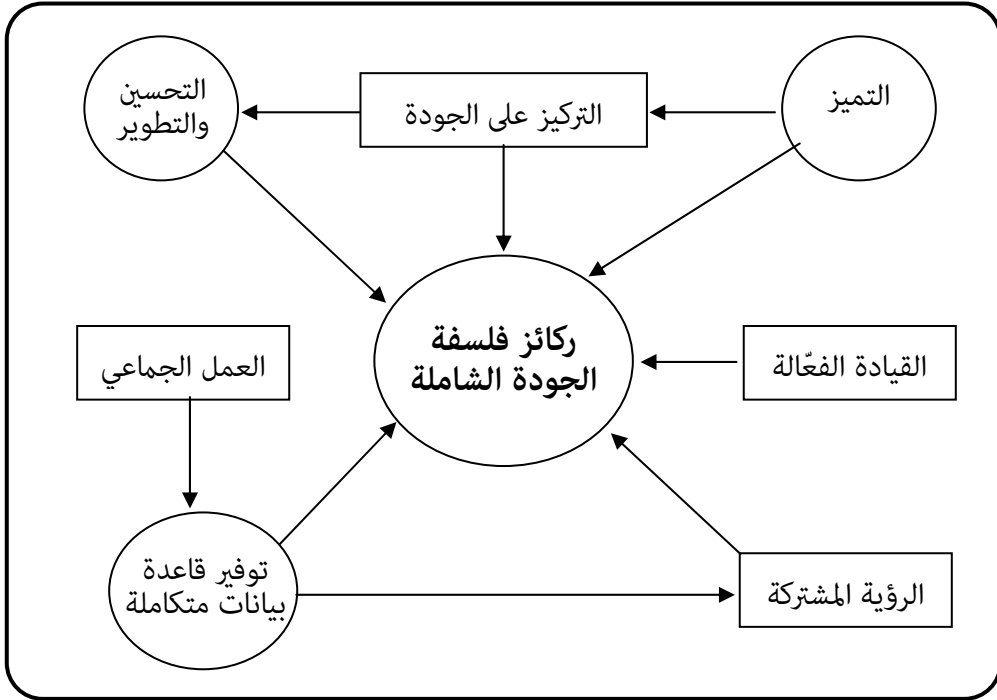 التميز
التركيز على الجودة
التحسين
والتطوير
ركائز فلسفة
الجودة الشاملة
القيادة الفعّالة
العمل الجماعي
الرؤية المشتركة
توفير قاعدة
بيانات متكاملة